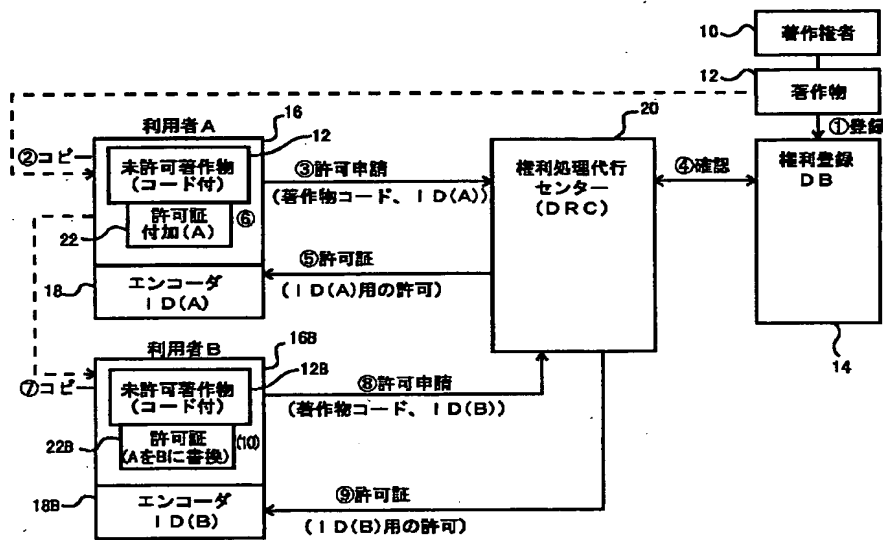 10
著作権者
12
著作物
①登録
権利登録
DB
14
20
権利処理代行
センター
(DRC)
④確認
利用者A
16
12
②コピー
未許可著作物
(コード付)
許可証
付加(A)
⑥
22
18
エンコーダ
ID(A)
③許可申請
(著作物コード、ID(A))
⑤許可証
(ID(A)用の許可)
利用者B
16B
12B
⑦コピー
未許可著作物
(コード付)
許可証
(AをBに書換)
(10)
22B
18B
エンコーダ
ID(B)
⑧許可申請
(著作物コード、ID(B))
⑨許可証
(ID(B)用の許可)